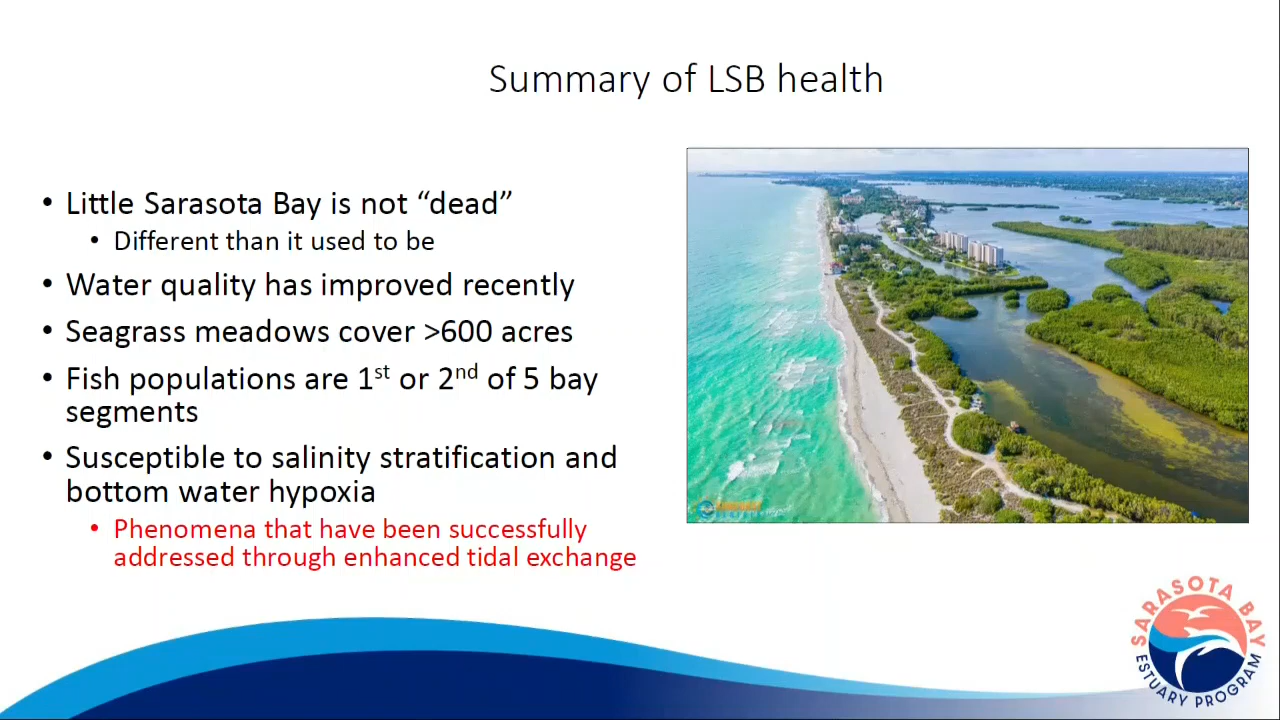 Summary of LSB health
• Little Sarasota Bay is not “dead”
• Different than it used to be
• Water quality has improved recently
• Seagrass meadows cover >600 acres
• Fish populations are 1st or 2nd of 5 bay
segments
• Susceptible to salinity stratification and
bottom water hypoxia
• Phenomena that have been successfully
addressed through enhanced tidal exchange
SARASOTA BAY
ESTUARY PROGRAM